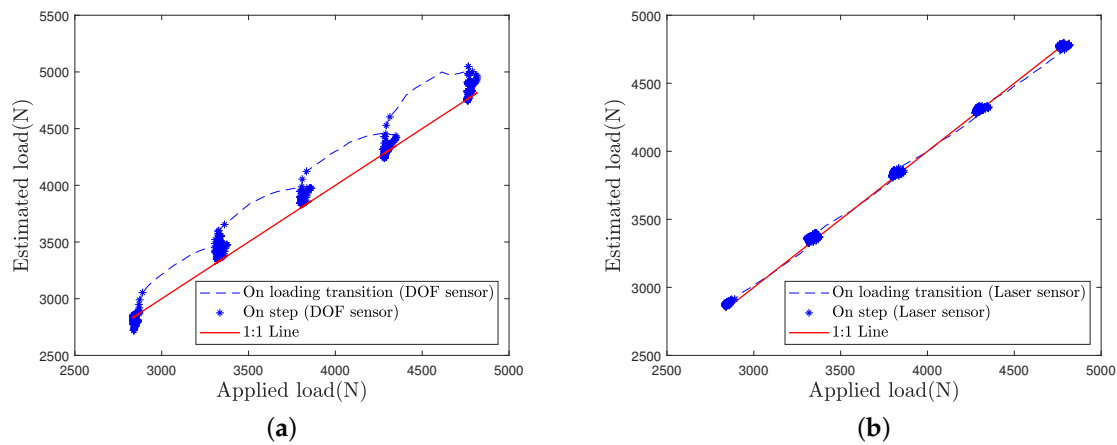 5500
5000
4500
4000
3500
3000
2500
Estimated load(N)
On loading transition (DOF sensor)
On step (DOF sensor)
1:1 Line
2500 3000 3500 4000 4500 5000
Applied load(N)
(a)
5000
4500
4000
3500
3000
2500
Estimated load(N)
On loading transition (Laser sensor)
On step (Laser sensor)
1:1 Line
2500 3000 3500 4000 4500 5000
Applied load(N)
(b)